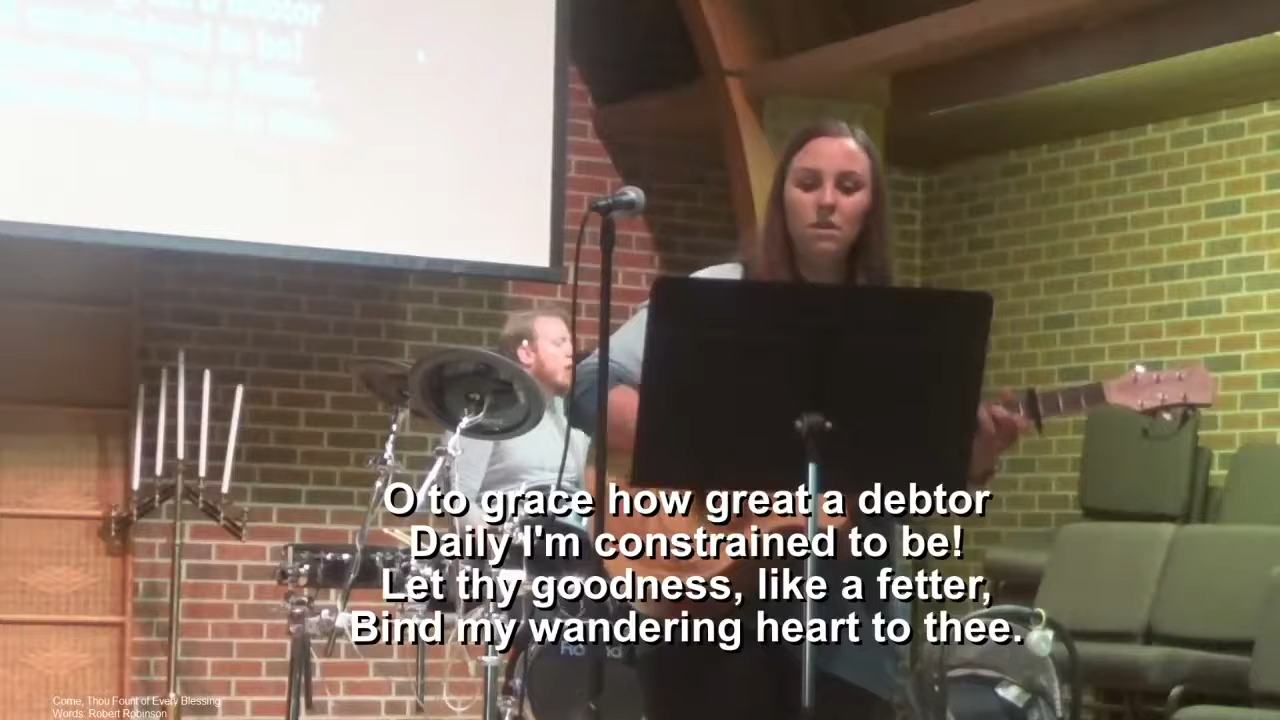 O to grace how great a debtor
Daily I'm constrained to be!
Let thy goodness, like a fetter,
Bind my wandering heart to thee.
Roland
Come, Thou Fount of Every Blessing
Words: Robert Robinson